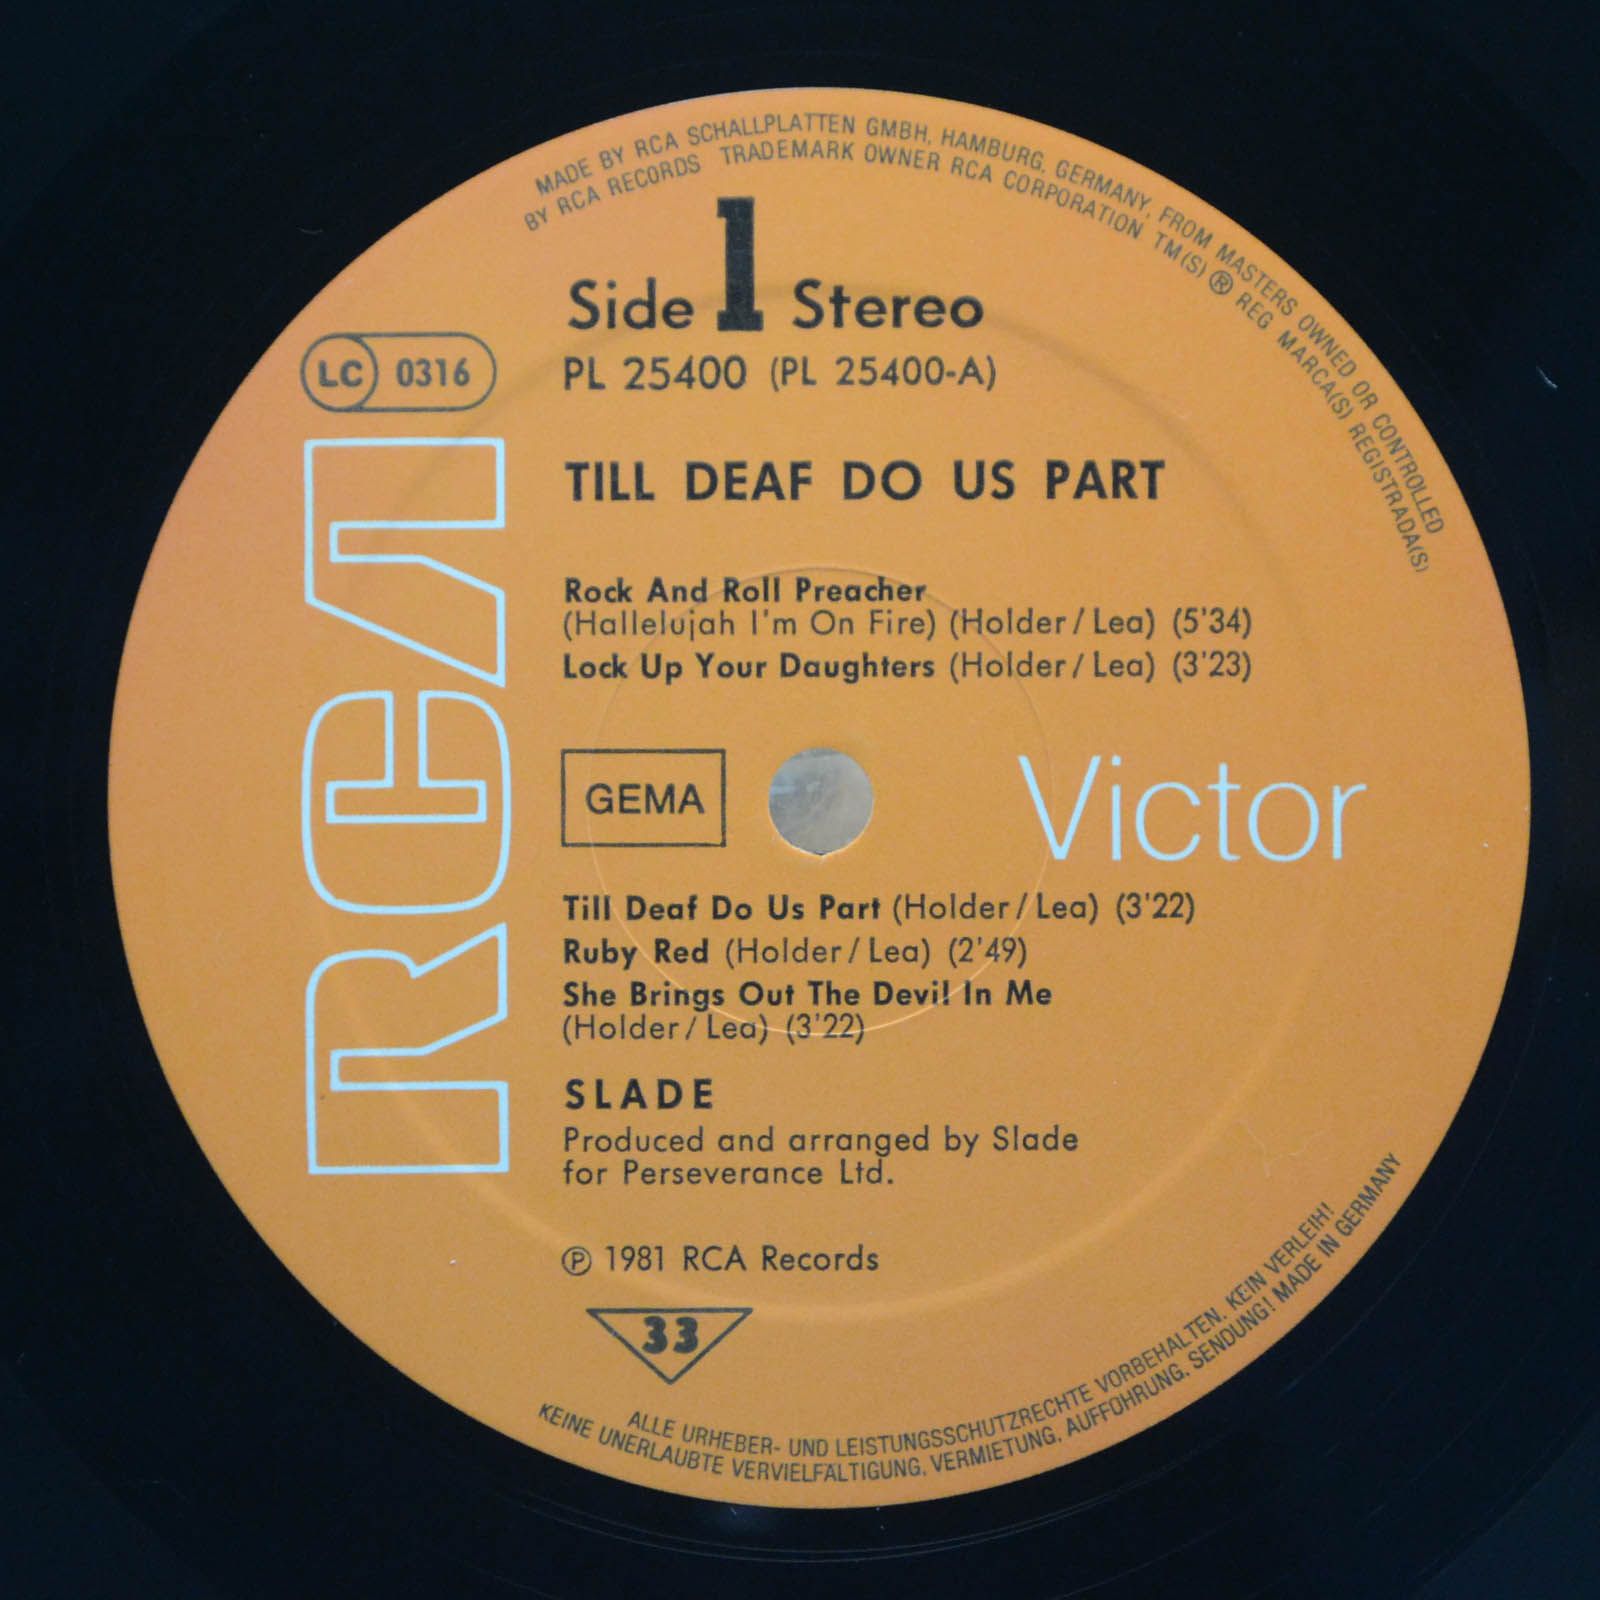 MADE BY RCA SCHALLPLATTEN GMBH, HAMBURG, GERMANY, FROM MASTERS OWNED OR CONTROLLED
BY RCA RECORDS TRADEMARK OWNER RCA CORPORATION TM(S) ® REG MARCA(S) REGISTRADA(S)
Side 1 Stereo
LC 0316
PL 25400 (PL 25400-A)
RCA
TILL DEAF DO US PART
Rock And Roll Preacher
(Hallelujah I'm On Fire) (Holder / Lea) (5'34)
Lock Up Your Daughters (Holder / Lea) (3'23)
GEMA
Victor
Till Deaf Do Us Part (Holder / Lea) (3'22)
Ruby Red (Holder / Lea) (2'49)
She Brings Out The Devil In Me
(Holder / Lea) (3'22)
SLADE
Produced and arranged by Slade
for Perseverance Ltd.
℗ 1981 RCA Records
33
ALLE URHEBER- UND LEISTUNGSSCHUTZRECHTE VORBEHALTEN. KEIN VERLEIH!
KEINE UNERLAUBTE VERVIELFÄLTIGUNG, VERMIETUNG, AUFFÜHRUNG, SENDUNG! MADE IN GERMANY